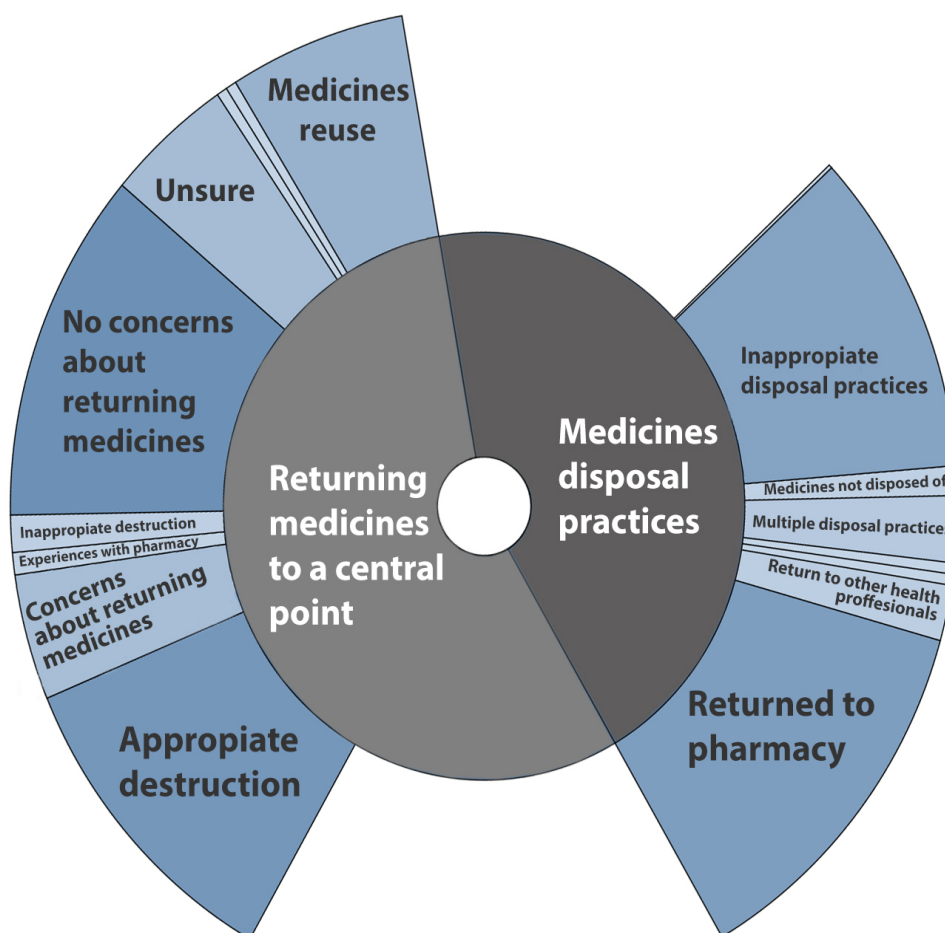 Medicines
reuse
Unsure
No concerns
about
returning
medicines
Inappropiate destruction
Experiences with pharmacy
Concerns
about returning
medicines
Appropiate
destruction
Returning
medicines
to a central
point
Medicines
disposal
practices
Inappropiate
disposal practices
Medicines not disposed of
Multiple disposal practice
Return to other health
proffesionals
Returned to
pharmacy